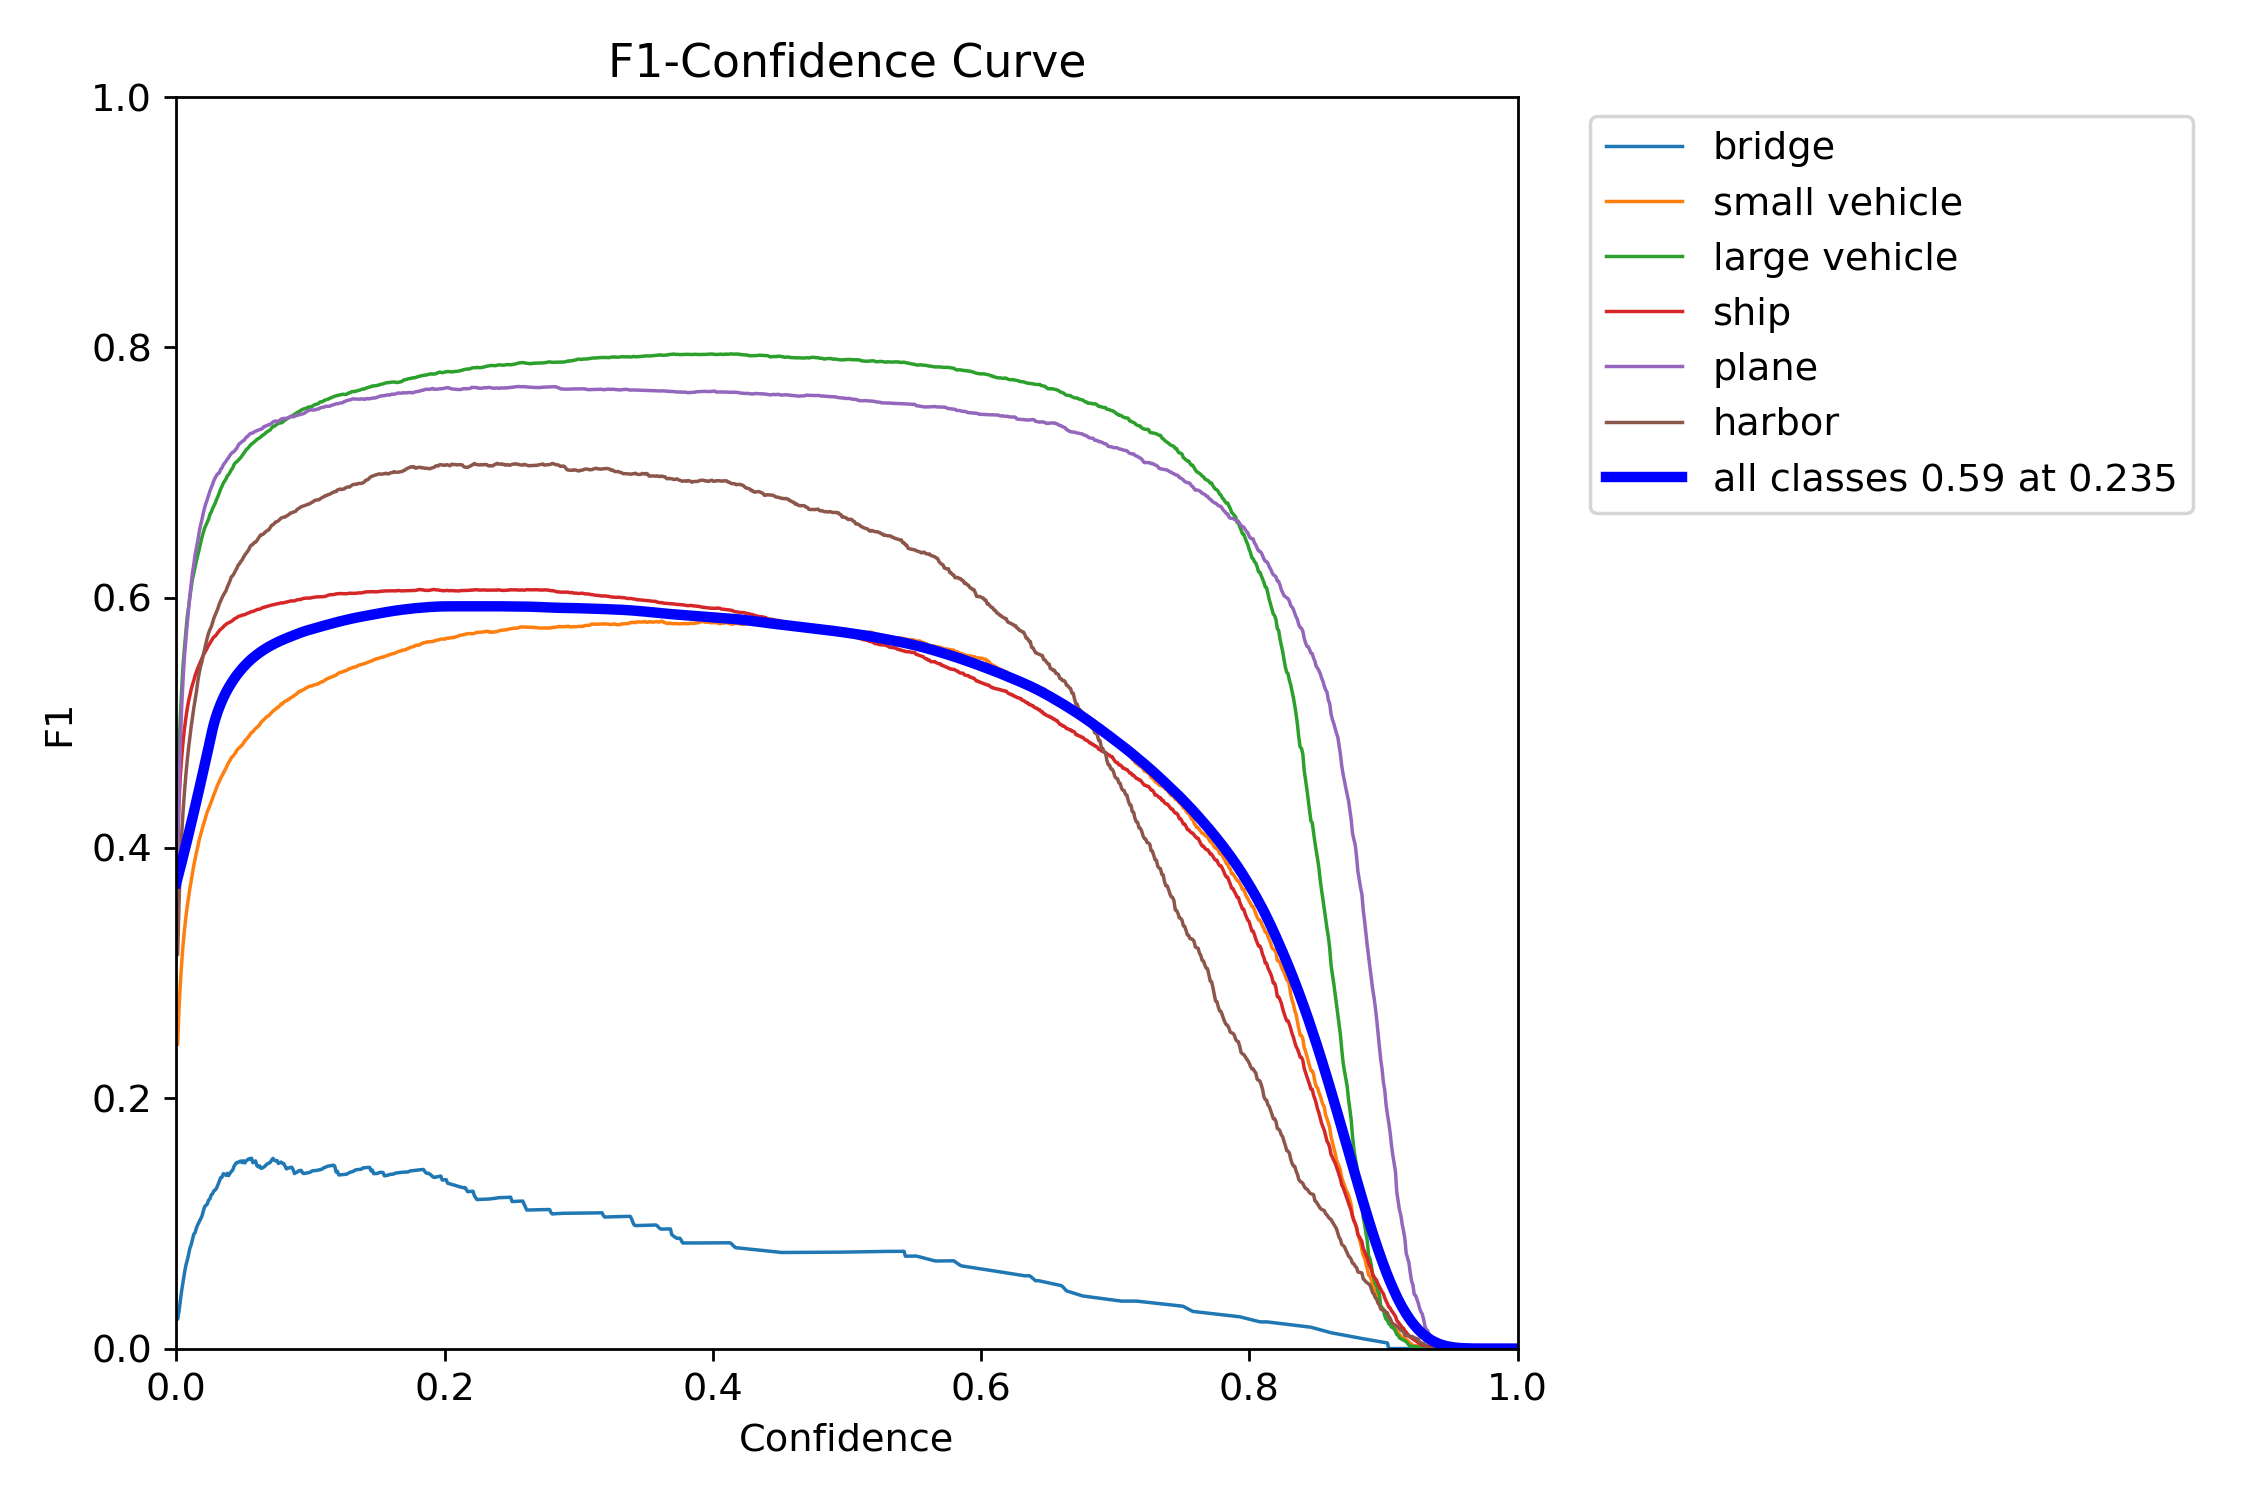 F1-Confidence Curve
1.0
0.8
0.6
0.4
0.2
0.0
F1
0.0 0.2 0.4 0.6 0.8 1.0
Confidence
bridge
small vehicle
large vehicle
ship
plane
harbor
all classes 0.59 at 0.235